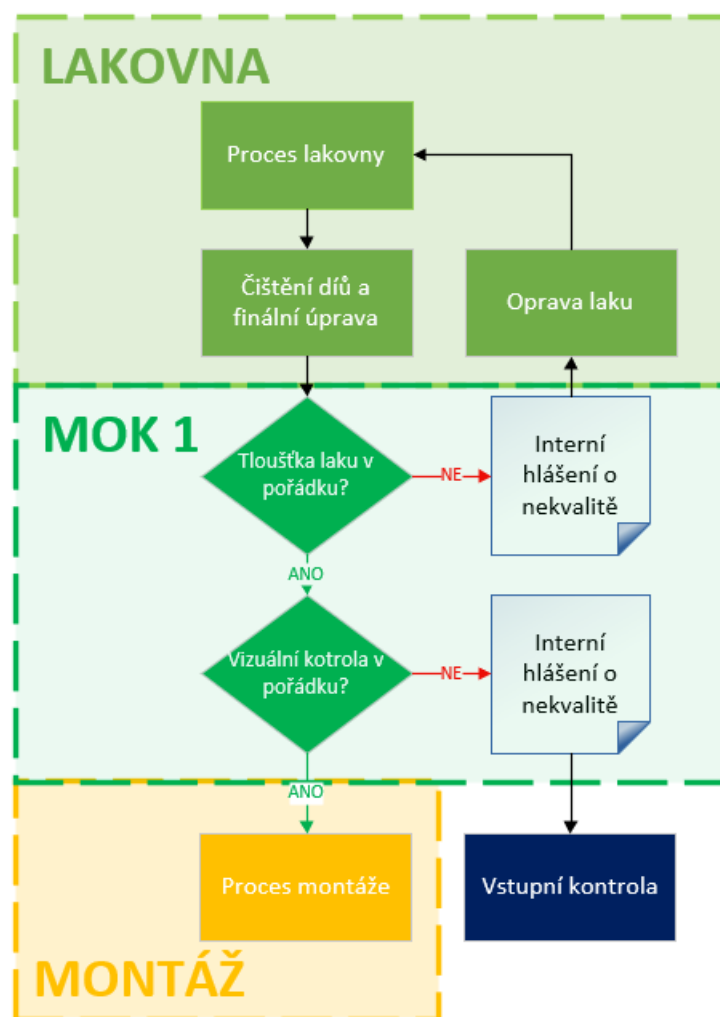 LAKOVNA
Proces lakovny
Čištění díů a
finální úprava
Oprava laku
MOK 1
Tloušťka laku v
pořádku?
NE
Interní
hlášení o
nekvalitě
ANO
Vizuální kotrola v
pořádku?
NE
Interní
hlášení o
nekvalitě
ANO
Proces montáže
Vstupní kontrola
MONTÁŽ